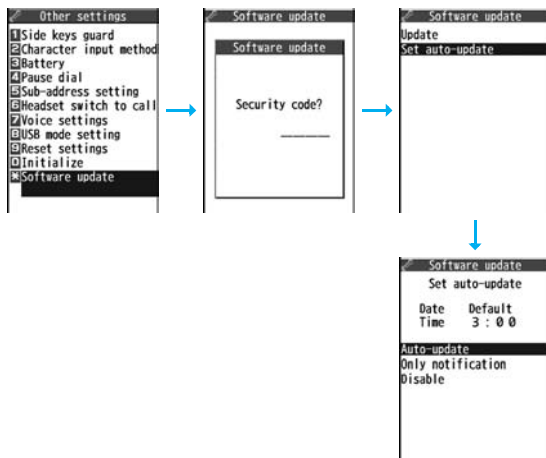 Other settings
1Side keys guard
2Character input method
3Battery
4Pause dial
5Sub-address setting
6Headset switch to call
7Voice settings
8USB mode setting
9Reset settings
0Initialize
*Software update
Software update
Software update
Security code?
Software update
Update
Set auto-update
Software update
Set auto-update
Date Default
Time 3:00
Auto-update
Only notification
Disable